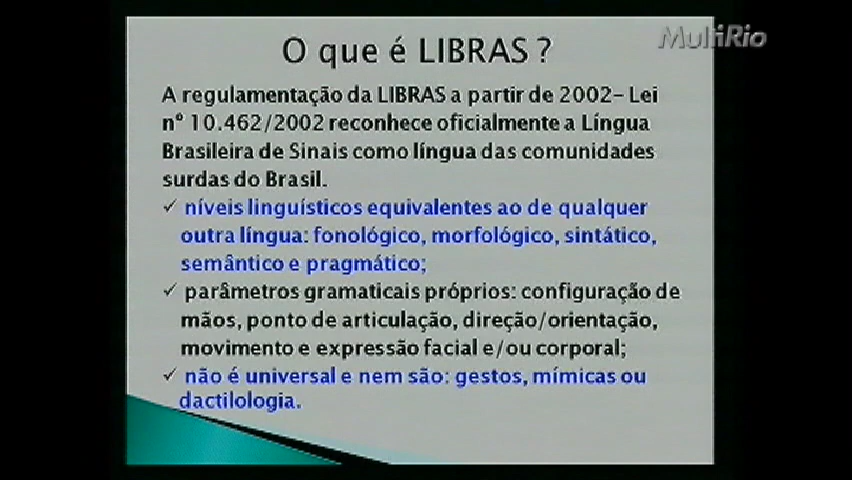 MultiRio
O que é LIBRAS ?
A regulamentação da LIBRAS a partir de 2002- Lei
nº 10.462/2002 reconhece oficialmente a Língua
Brasileira de Sinais como língua das comunidades
surdas do Brasil.
✓ níveis linguísticos equivalentes ao de qualquer
outra língua: fonológico, morfológico, sintático,
semântico e pragmático;
✓ parâmetros gramaticais próprios: configuração de
mãos, ponto de articulação, direção/orientação,
movimento e expressão facial e/ou corporal;
✓ não é universal e nem são: gestos, mímicas ou
dactilologia.